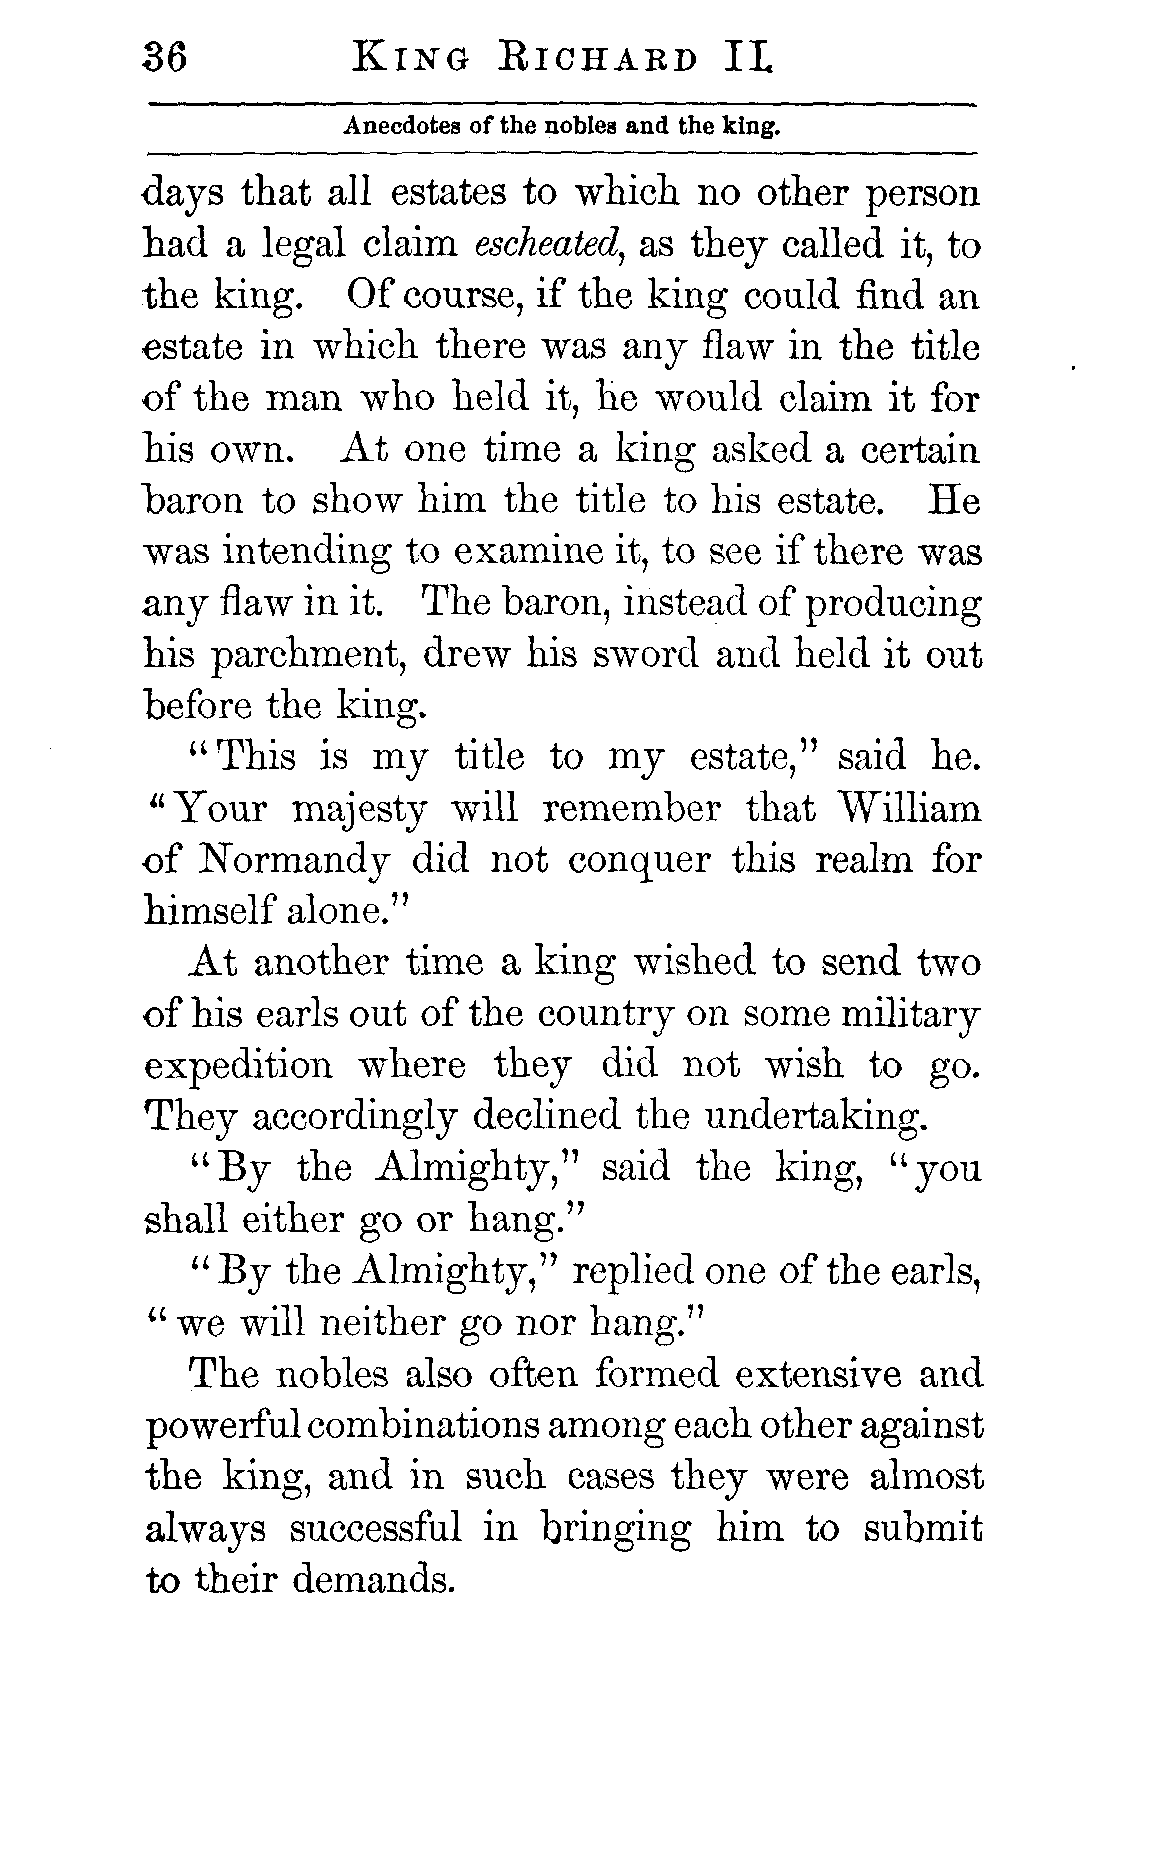 36 KING RICHARD II.
Anecdotes of the nobles and the king.
days that all estates to which no other person
had a legal claim escheated, as they called it, to
the king. Of course, if the king could find an
estate in which there was any flaw in the title
of the man who held it, he would claim it for
his own. At one time a king asked a certain
baron to show him the title to his estate. He
was intending to examine it, to see if there was
any flaw in it. The baron, instead of producing
his parchment, drew his sword and held it out
before the king.
“This is my title to my estate,” said he.
“Your majesty will remember that William
of Normandy did not conquer this realm for
himself alone.”
At another time a king wished to send two
of his earls out of the country on some military
expedition where they did not wish to go.
They accordingly declined the undertaking.
“By the Almighty,” said the king, “you
shall either go or hang.”
“By the Almighty,” replied one of the earls,
“we will neither go nor hang.”
The nobles also often formed extensive and
powerful combinations among each other against
the king, and in such cases they were almost
always successful in bringing him to submit
to their demands.